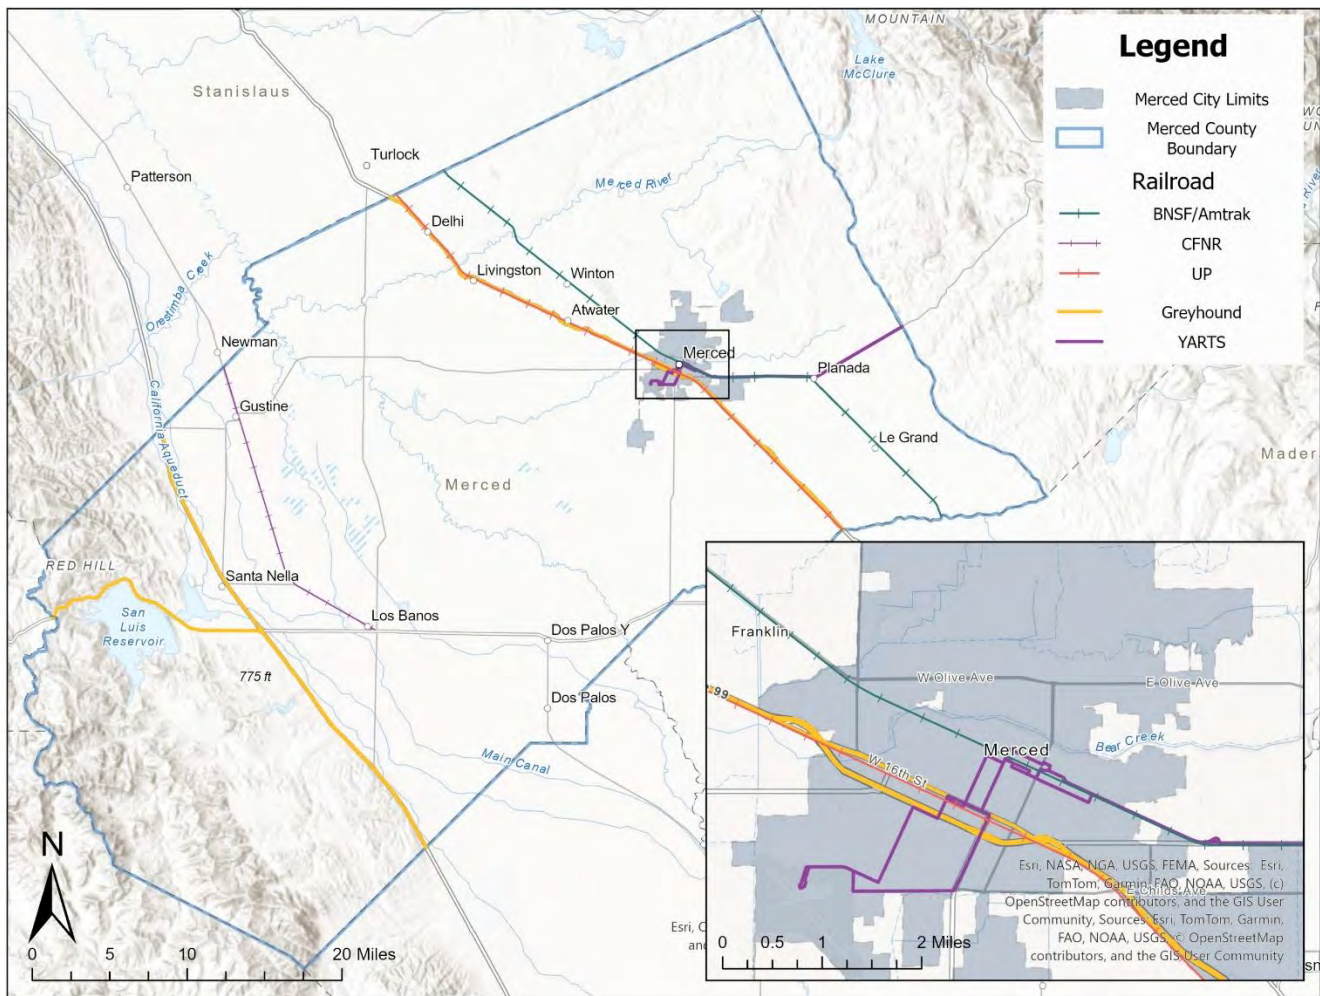 MOUNTAIN
Lake
McClure
Stanislaus
Turlock
Patterson
Merced River
Delhi
Orestimba Creek
Livingston
Winton
Atwater
Newman
Merced
Planada
California Aqueduct
Gustine
Le Grand
Merced
Madera
RED HILL
Santa Nella
San
Luis
Reservoir
Los Banos
Dos Palos Y
775 ft
Dos Palos
Main Canal
N
0 5 10 20 Miles
Legend
Merced City Limits
Merced County
Boundary
Railroad
BNSF/Amtrak
CFNR
UP
Greyhound
YARTS
Franklin
W Olive Ave
E Olive Ave
99
W 16th St
Merced
Bear Creek
E Childs Ave
Esri, NASA, NGA, USGS, FEMA, Sources: Esri,
TomTom, Garmin, FAO, NOAA, USGS, (c)
OpenStreetMap contributors, and the GIS User
Community, Sources: Esri, TomTom, Garmin,
FAO, NOAA, USGS, © OpenStreetMap
contributors, and the GIS User Community
0 0.5 1 2 Miles